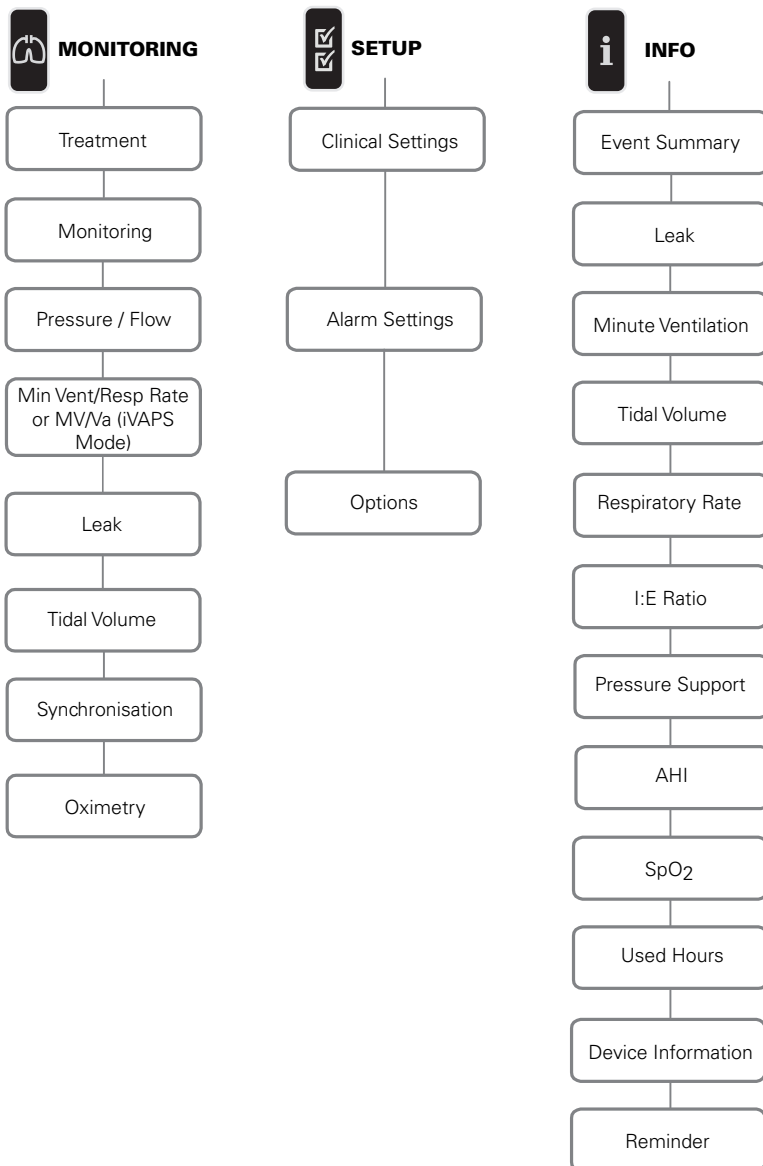 MONITORING
Treatment
Monitoring
Pressure / Flow
Min Vent/Resp Rate
or MV/Va (iVAPS
Mode)
Leak
Tidal Volume
Synchronisation
Oximetry
SETUP
Clinical Settings
Alarm Settings
Options
i
INFO
Event Summary
Leak
Minute Ventilation
Tidal Volume
Respiratory Rate
I:E Ratio
Pressure Support
AHI
SpO2
Used Hours
Device Information
Reminder